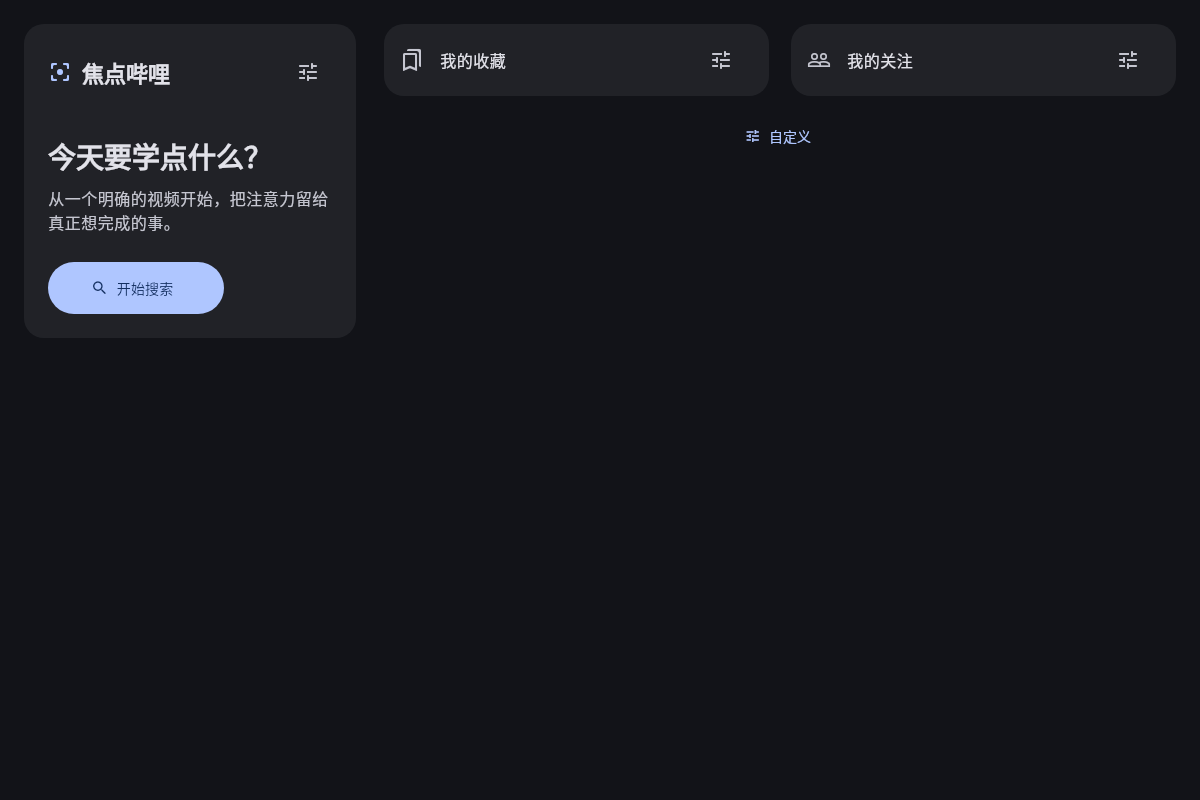 焦点哔哩
今天要学点什么?
从一个明确的视频开始，把注意力留给
真正想完成的事。
开始搜索
我的收藏
我的关注
自定义